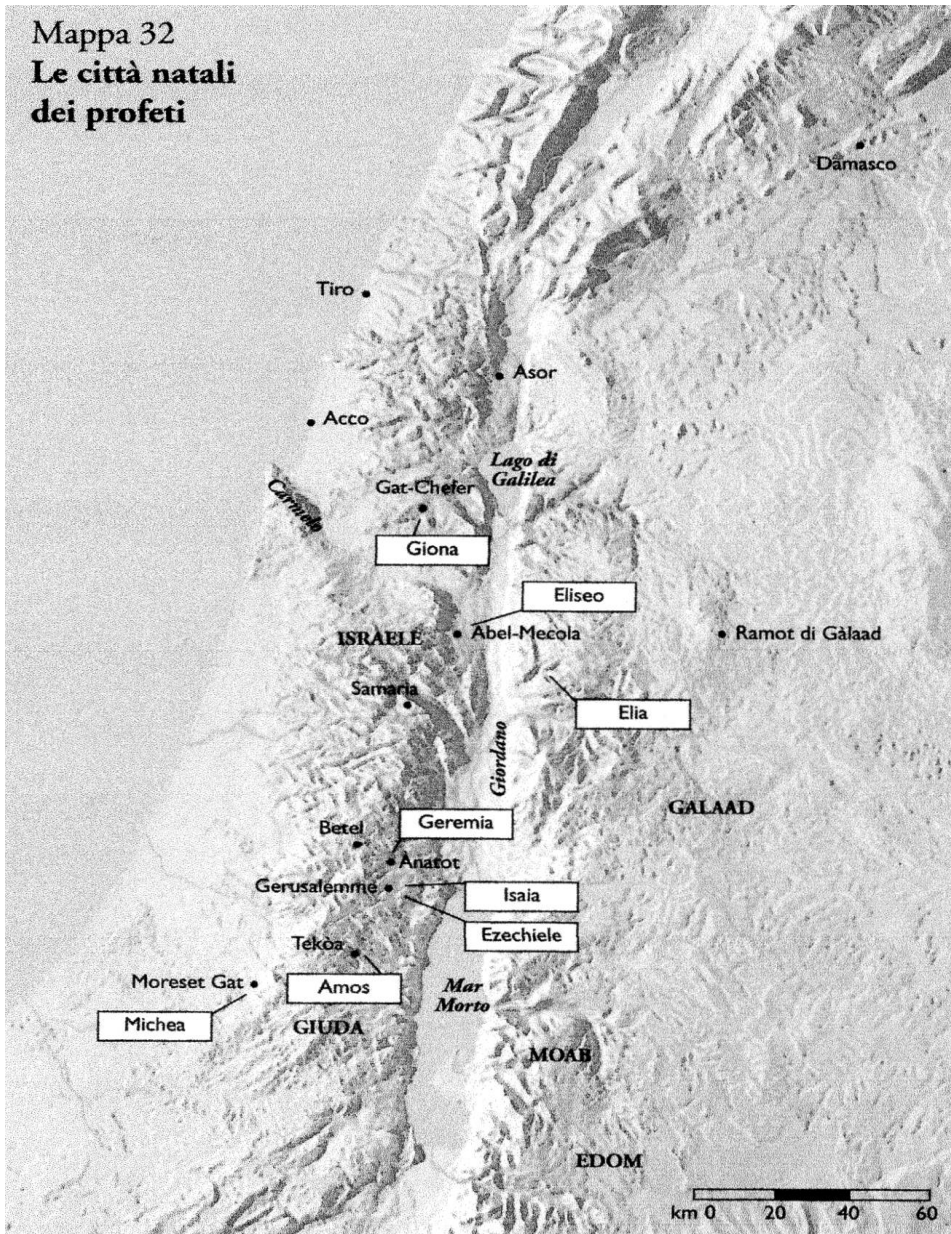 Mappa 32
Le città natali
dei profeti
Damasco
Tiro
Asor
Acco
Lago di
Galilea
Carmelo
Gat-Chefer
Giona
Eliseo
ISRAELE
Abel-Mecola
Ramot di Gàlaad
Samaria
Elia
Giordano
GALAAD
Geremia
Betel
Anatot
Gerusalemme
Isaia
Ezechiele
Tekòa
Moreset Gat
Amos
Mar
Morto
Michea
GIUDA
MOAB
EDOM
km 0 20 40 60